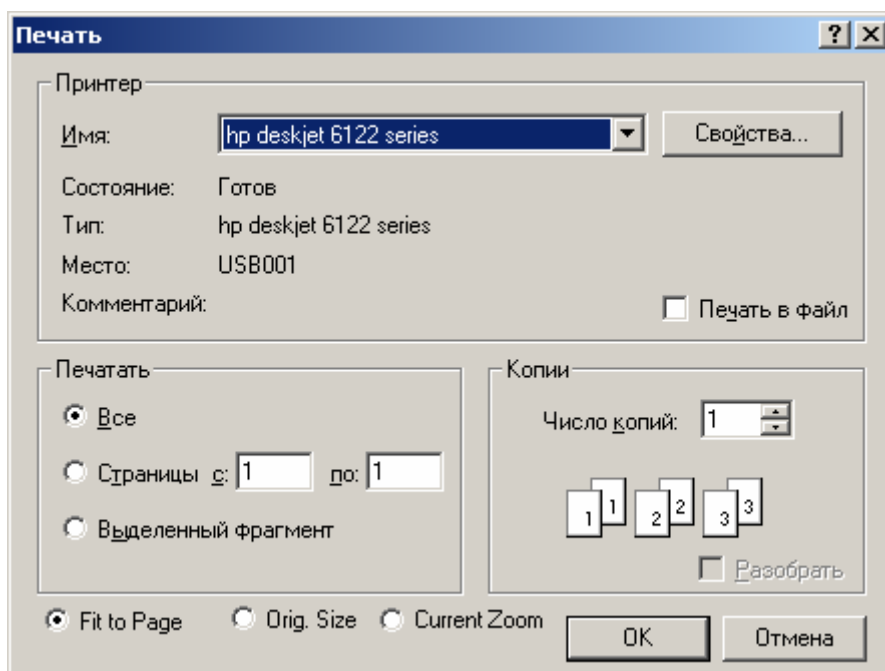 Печать
Принтер
Имя: hp deskjet 6122 series Свойства...
Состояние: Готов
Тип: hp deskjet 6122 series
Место: USB001
Комментарий: Печать в файл
Печатать Копии
Все Число копий: 1
Страницы с: 1 по: 1
1 1 2 2 3 3
Выделенный фрагмент
Разобрать
Fit to Page Orig. Size Current Zoom OK Отмена